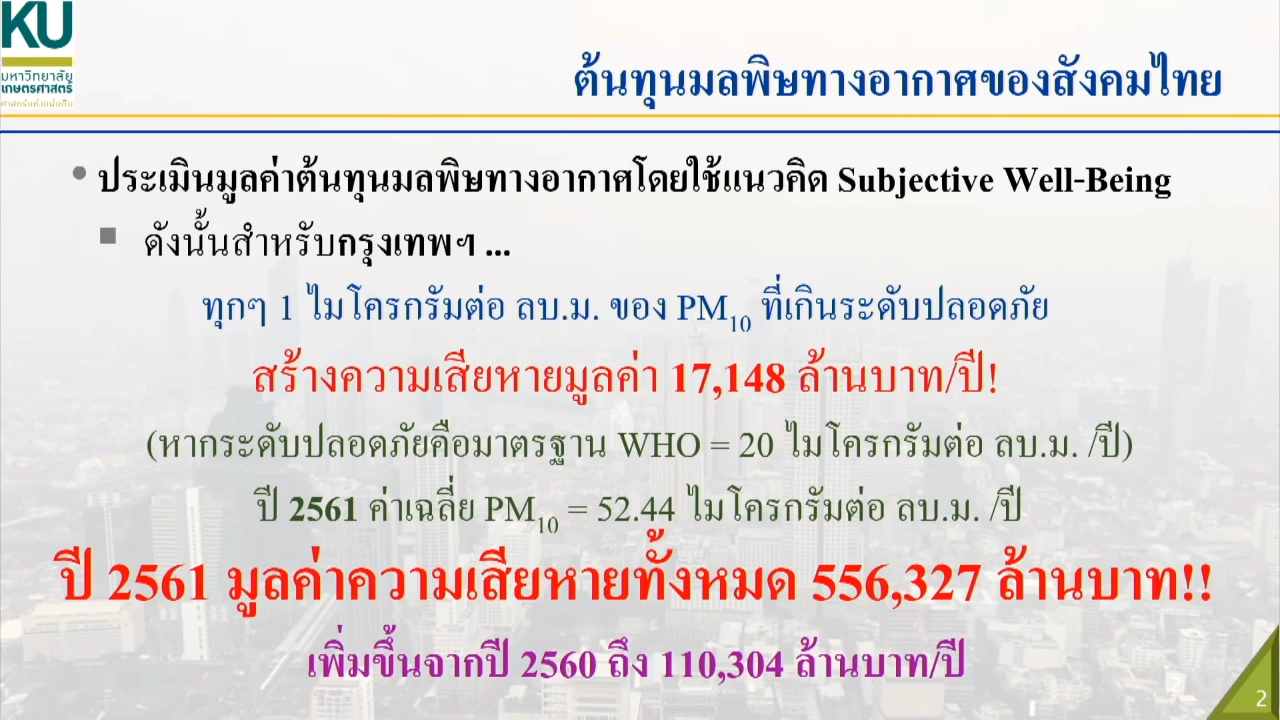 KU
มหาวิทยาลัย
เกษตรศาสตร์
ศาสตร์แห่งแผ่นดิน
ต้นทุนมลพิษทางอากาศของสังคมไทย
• ประเมินมูลค่าต้นทุนมลพิษทางอากาศโดยใช้แนวคิด Subjective Well-Being
▪ ดังนั้นสำหรับกรุงเทพฯ ...
ทุกๆ 1 ไมโครกรัมต่อ ลบ.ม. ของ PM₁₀ ที่เกินระดับปลอดภัย
สร้างความเสียหายมูลค่า 17,148 ล้านบาท/ปี!
(หากระดับปลอดภัยคือมาตรฐาน WHO = 20 ไมโครกรัมต่อ ลบ.ม. /ปี)
ปี 2561 ค่าเฉลี่ย PM₁₀ = 52.44 ไมโครกรัมต่อ ลบ.ม. /ปี
ปี 2561 มูลค่าความเสียหายทั้งหมด 556,327 ล้านบาท!!
เพิ่มขึ้นจากปี 2560 ถึง 110,304 ล้านบาท/ปี
2
2